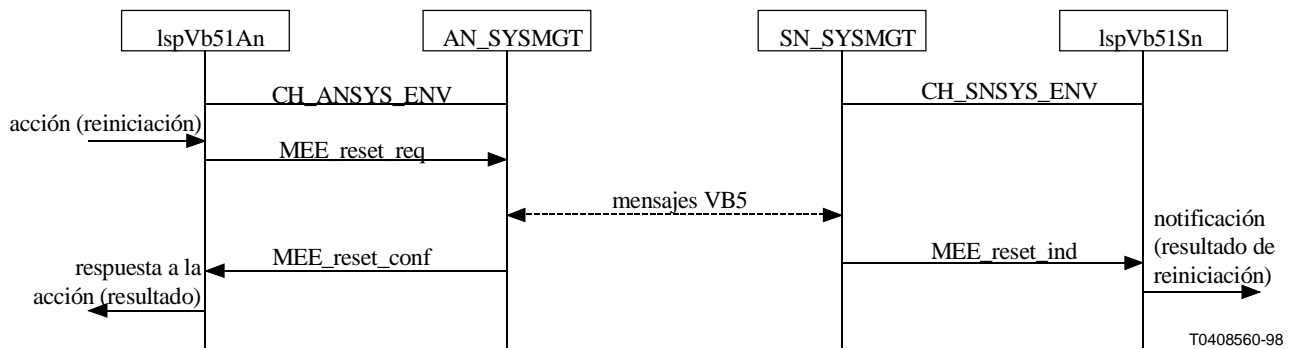 lspVb51An
AN_SYSMGT
SN_SYSMGT
lspVb51Sn
CH_ANSYS_ENV
CH_SNSYS_ENV
acción (reiniciación)
MEE_reset_req
mensajes VB5
notificación
(resultado de
reiniciación)
MEE_reset_conf
MEE_reset_ind
respuesta a la
acción (resultado)
T0408560-98